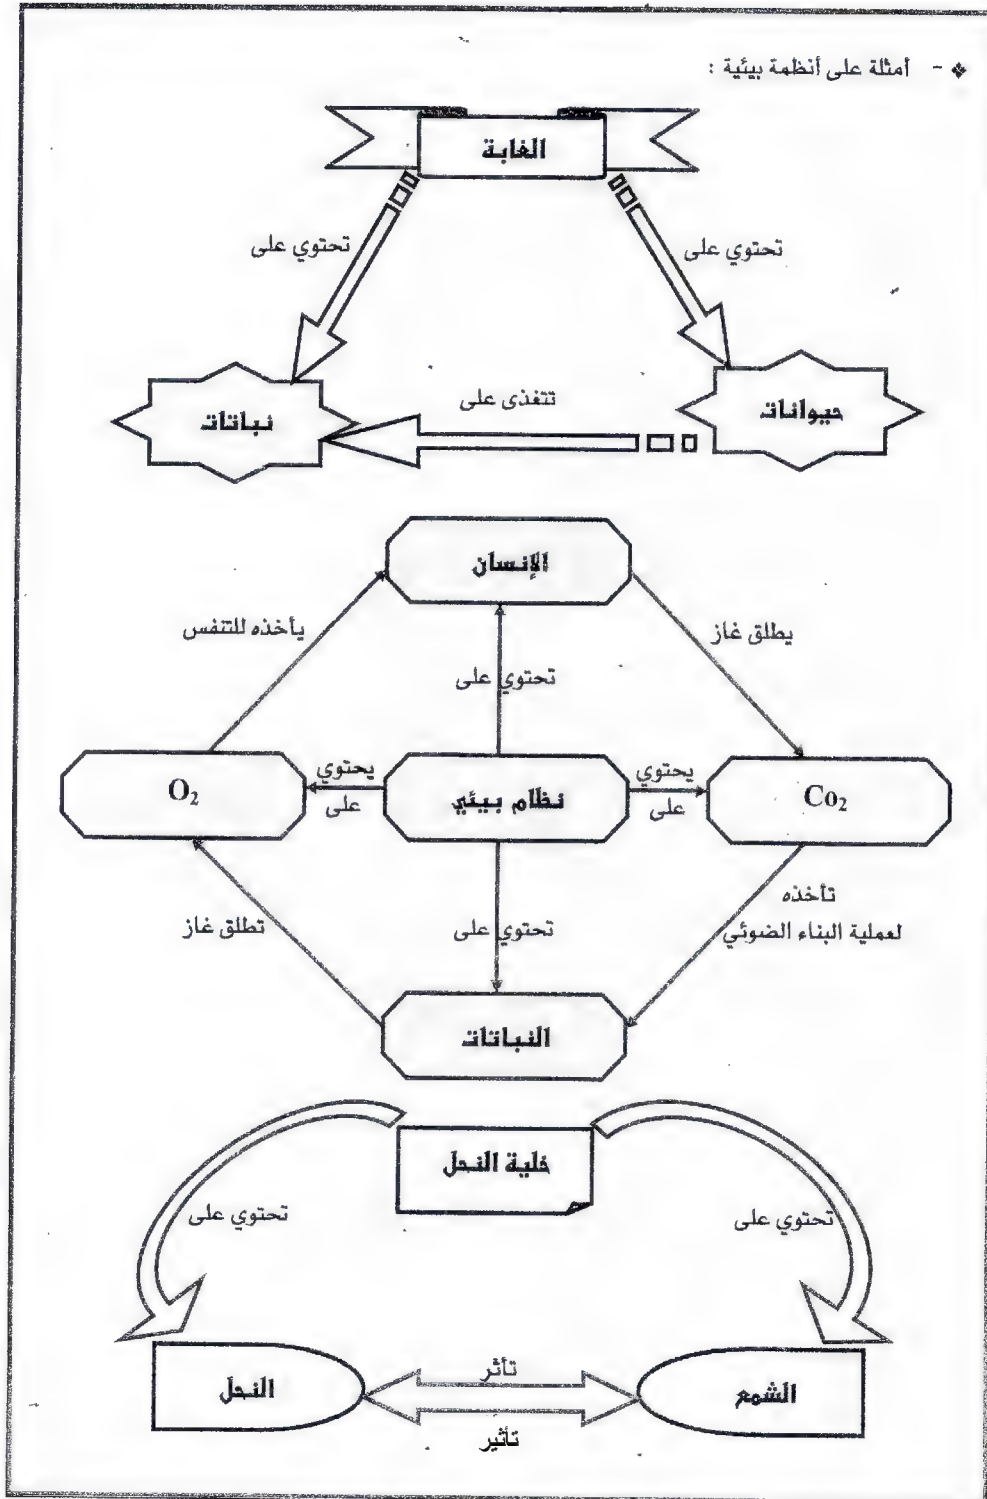 ❖ - أمثلة على أنظمة بيئية :
الغابة
تحتوي على
تحتوي على
حيوانات
تتغذى على
نباتات
الإنسان
يطلق غاز
يأخذه للتنفس
تحتوي على
Co₂
يحتوي
على
نظام بيئي
يحتوي
على
O₂
تأخذه
لعملية البناء الضوئي
تحتوي على
تطلق غاز
النباتات
خلية النحل
تحتوي على
تحتوي على
الشمع
تأثر
تأثير
النحل